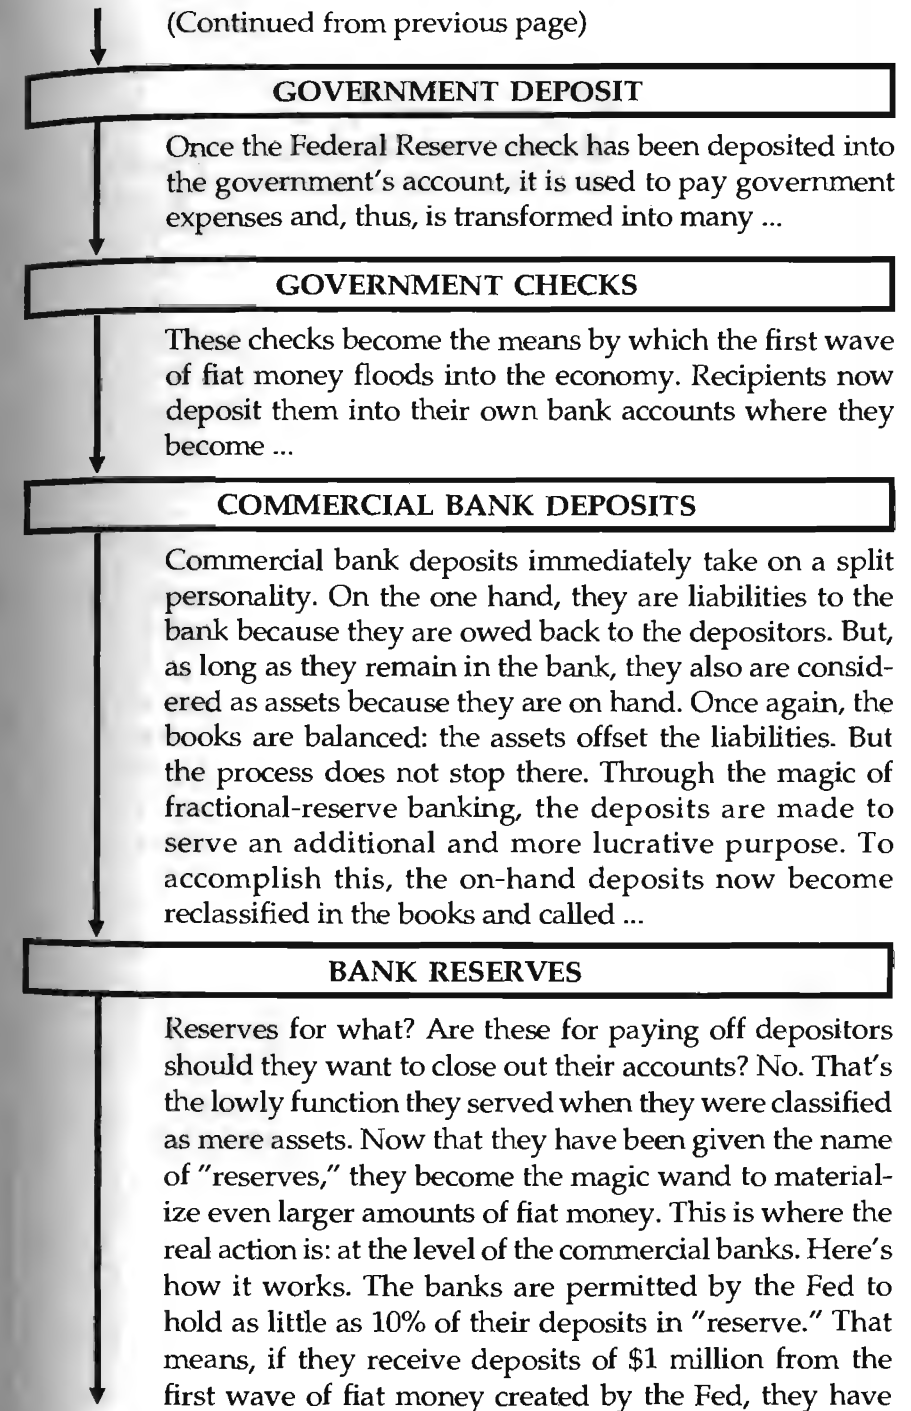 (Continued from previous page)
GOVERNMENT DEPOSIT
Once the Federal Reserve check has been deposited into
the government's account, it is used to pay government
expenses and, thus, is transformed into many ...
GOVERNMENT CHECKS
These checks become the means by which the first wave
of fiat money floods into the economy. Recipients now
deposit them into their own bank accounts where they
become ...
COMMERCIAL BANK DEPOSITS
Commercial bank deposits immediately take on a split
personality. On the one hand, they are liabilities to the
bank because they are owed back to the depositors. But,
as long as they remain in the bank, they also are consid-
ered as assets because they are on hand. Once again, the
books are balanced: the assets offset the liabilities. But
the process does not stop there. Through the magic of
fractional-reserve banking, the deposits are made to
serve an additional and more lucrative purpose. To
accomplish this, the on-hand deposits now become
reclassified in the books and called ...
BANK RESERVES
Reserves for what? Are these for paying off depositors
should they want to close out their accounts? No. That's
the lowly function they served when they were classified
as mere assets. Now that they have been given the name
of "reserves," they become the magic wand to material-
ize even larger amounts of fiat money. This is where the
real action is: at the level of the commercial banks. Here's
how it works. The banks are permitted by the Fed to
hold as little as 10% of their deposits in "reserve." That
means, if they receive deposits of $1 million from the
first wave of fiat money created by the Fed, they have